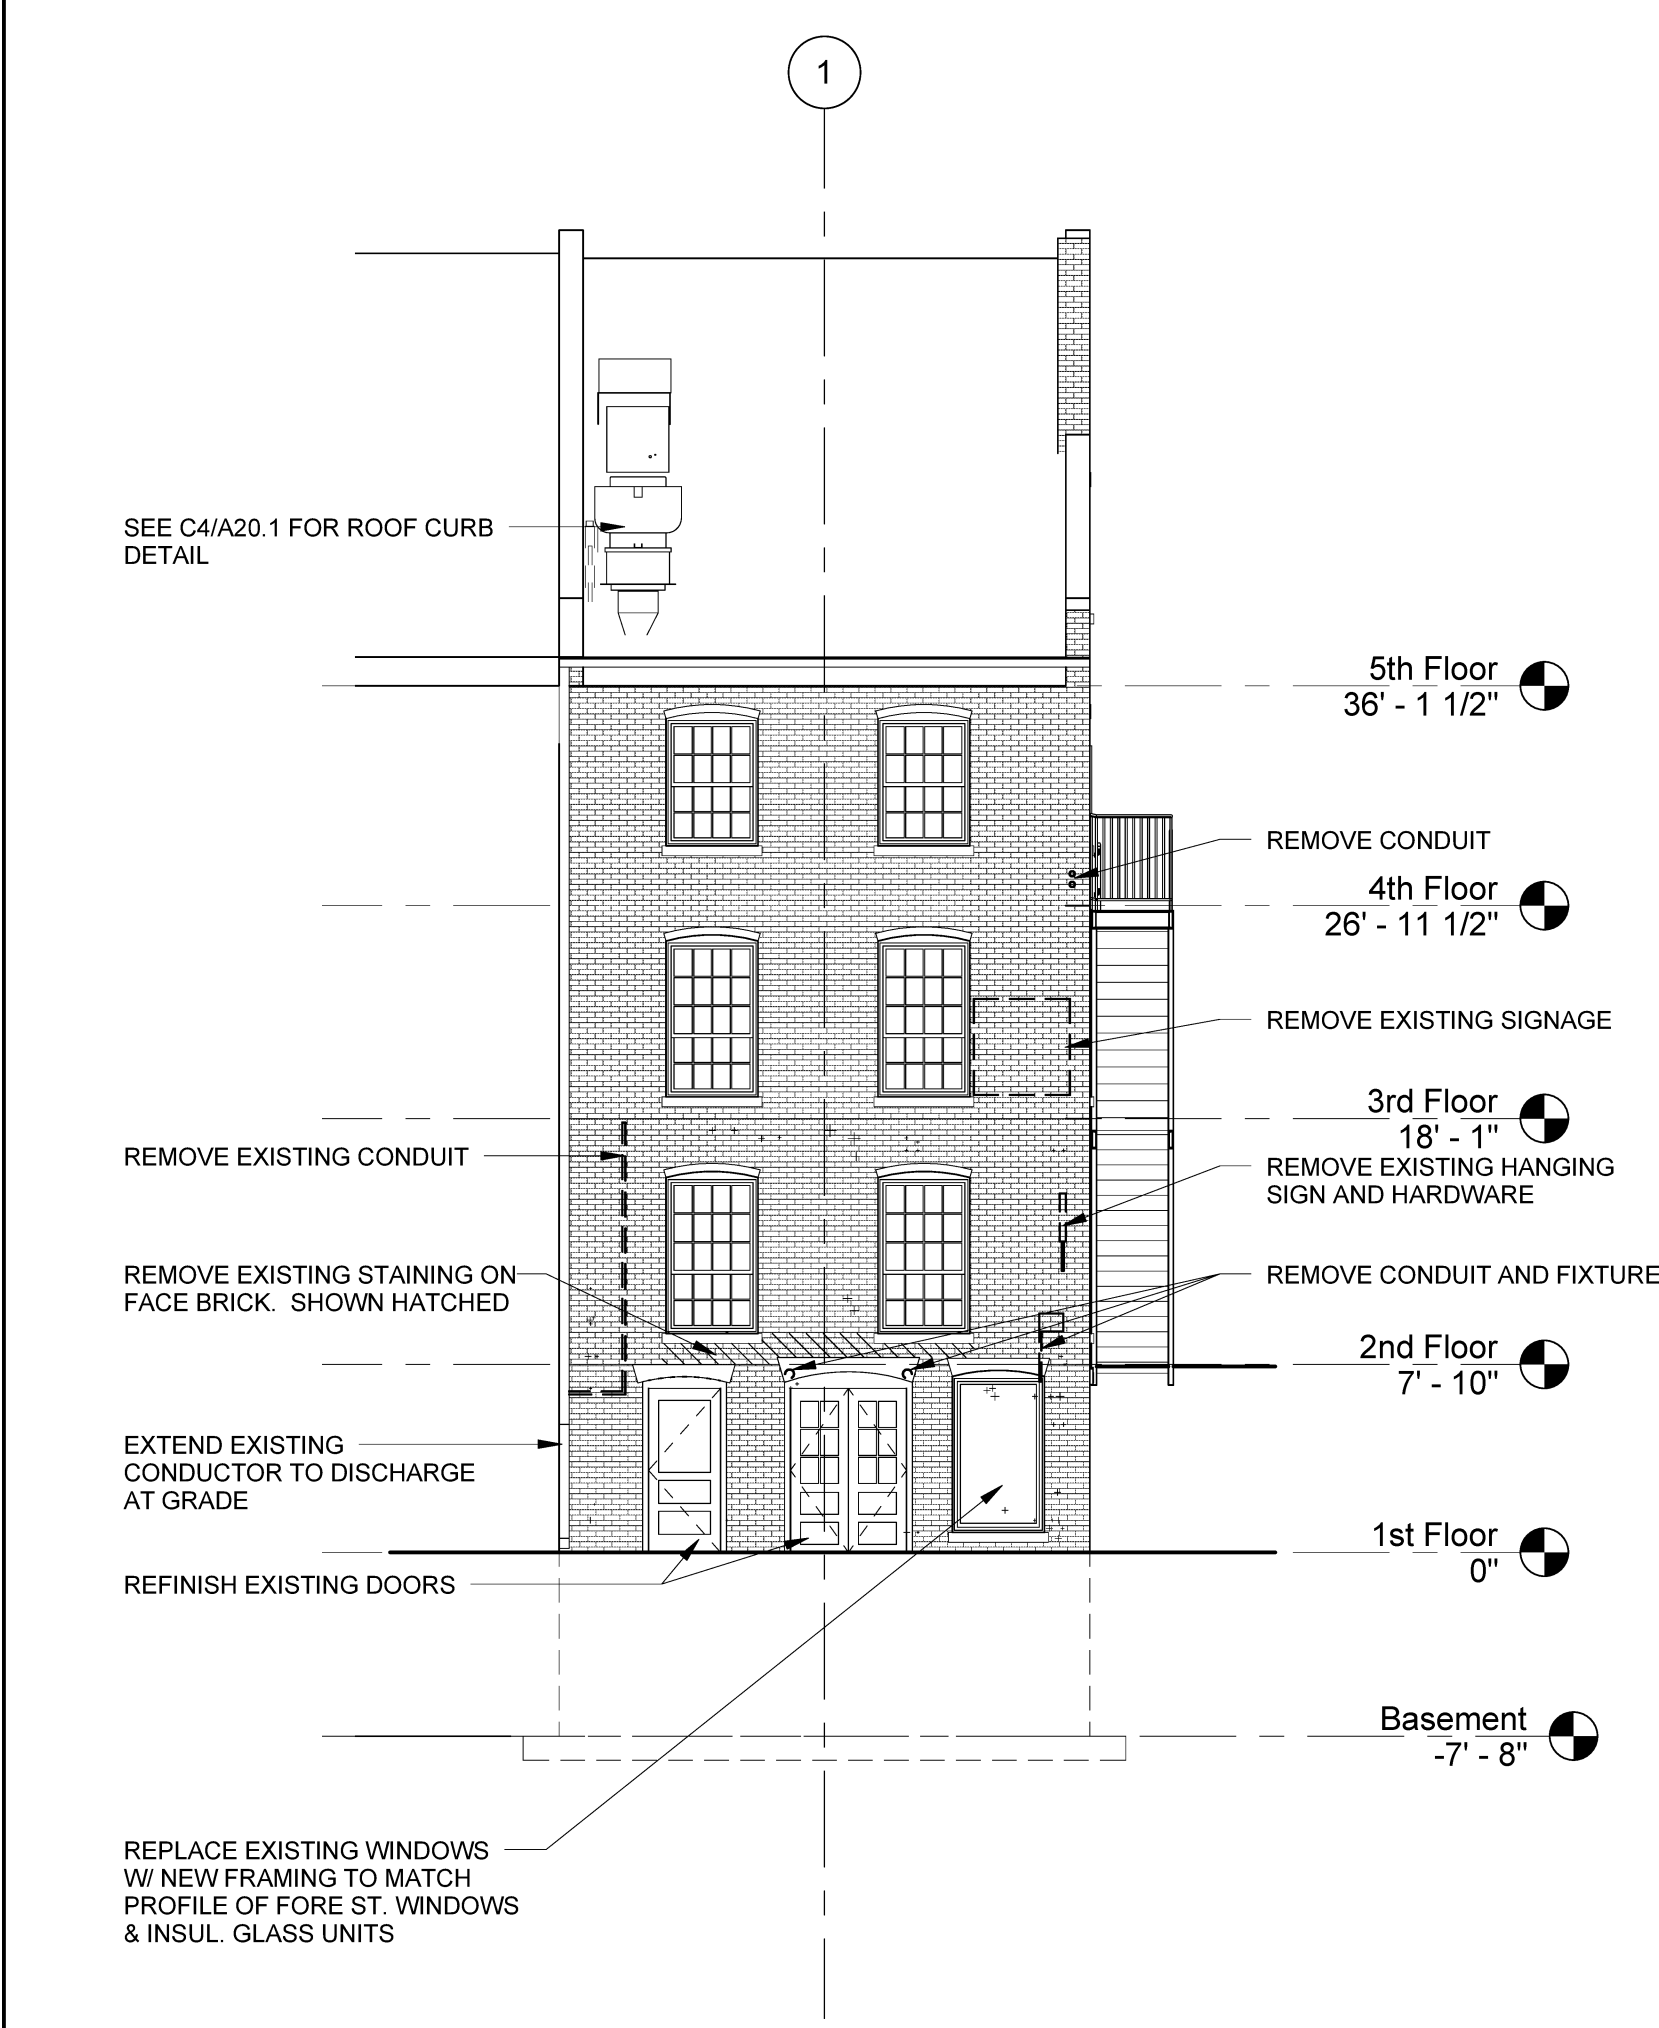 1
SEE C4/A20.1 FOR ROOF CURB
DETAIL
5th Floor
36' - 1 1/2"
REMOVE CONDUIT
4th Floor
26' - 11 1/2"
REMOVE EXISTING SIGNAGE
3rd Floor
18' - 1"
REMOVE EXISTING CONDUIT
REMOVE EXISTING HANGING
SIGN AND HARDWARE
REMOVE EXISTING STAINING ON
FACE BRICK.  SHOWN HATCHED
REMOVE CONDUIT AND FIXTURE
2nd Floor
7' - 10"
EXTEND EXISTING
CONDUCTOR TO DISCHARGE
AT GRADE
1st Floor
0"
REFINISH EXISTING DOORS
Basement
-7' - 8"
REPLACE EXISTING WINDOWS
W/ NEW FRAMING TO MATCH
PROFILE OF FORE ST. WINDOWS
& INSUL. GLASS UNITS